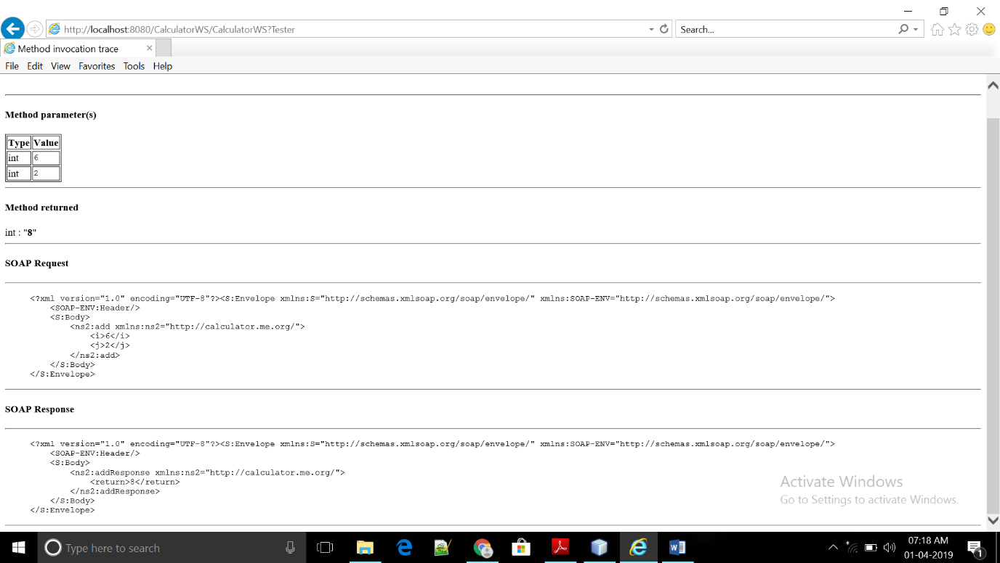 http://localhost:8080/CalculatorWS/CalculatorWS?Tester
Search...
Method invocation trace
File Edit View Favorites Tools Help
Method parameter(s)
Type Value
int 6
int 2
Method returned
int : "8"
SOAP Request
<?xml version="1.0" encoding="UTF-8"?><S:Envelope xmlns:S="http://schemas.xmlsoap.org/soap/envelope/" xmlns:SOAP-ENV="http://schemas.xmlsoap.org/soap/envelope/">
<SOAP-ENV:Header/>
<S:Body>
<ns2:add xmlns:ns2="http://calculator.me.org/">
<i>6</i>
<j>2</j>
</ns2:add>
</S:Body>
</S:Envelope>
SOAP Response
<?xml version="1.0" encoding="UTF-8"?><S:Envelope xmlns:S="http://schemas.xmlsoap.org/soap/envelope/" xmlns:SOAP-ENV="http://schemas.xmlsoap.org/soap/envelope/">
<SOAP-ENV:Header/>
<S:Body>
<ns2:addResponse xmlns:ns2="http://calculator.me.org/">
<return>8</return>
</ns2:addResponse>
</S:Body>
</S:Envelope>
Activate Windows
Go to Settings to activate Windows.
Type here to search
07:18 AM
01-04-2019
1